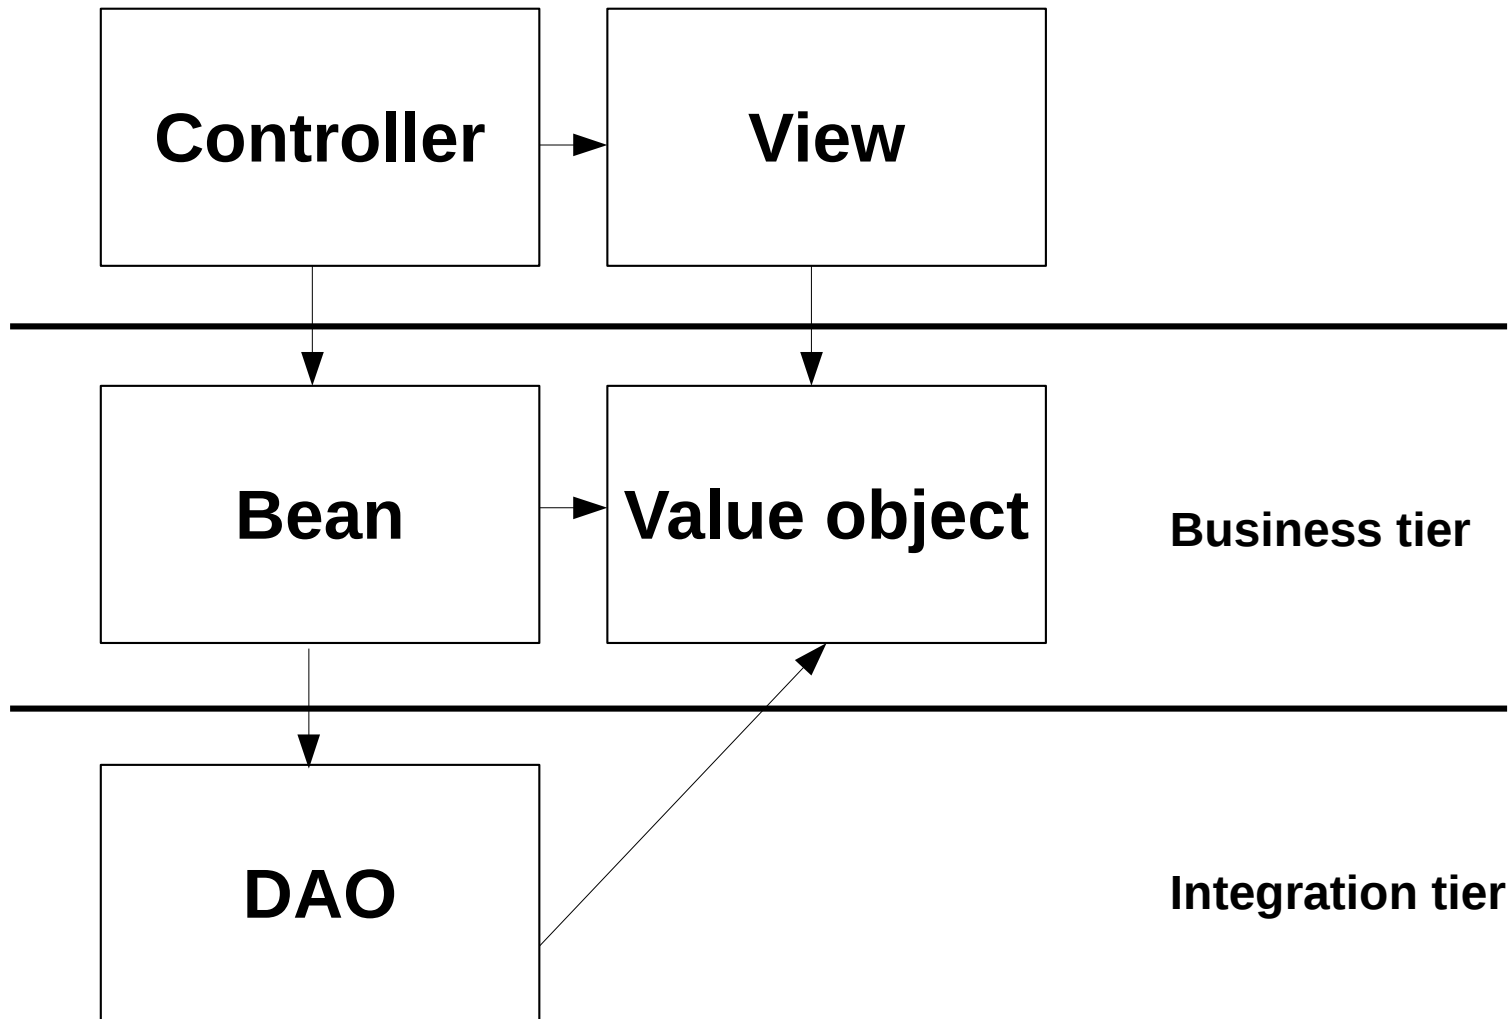 Controller
View
Bean
Value object
Business tier
DAO
Integration tier